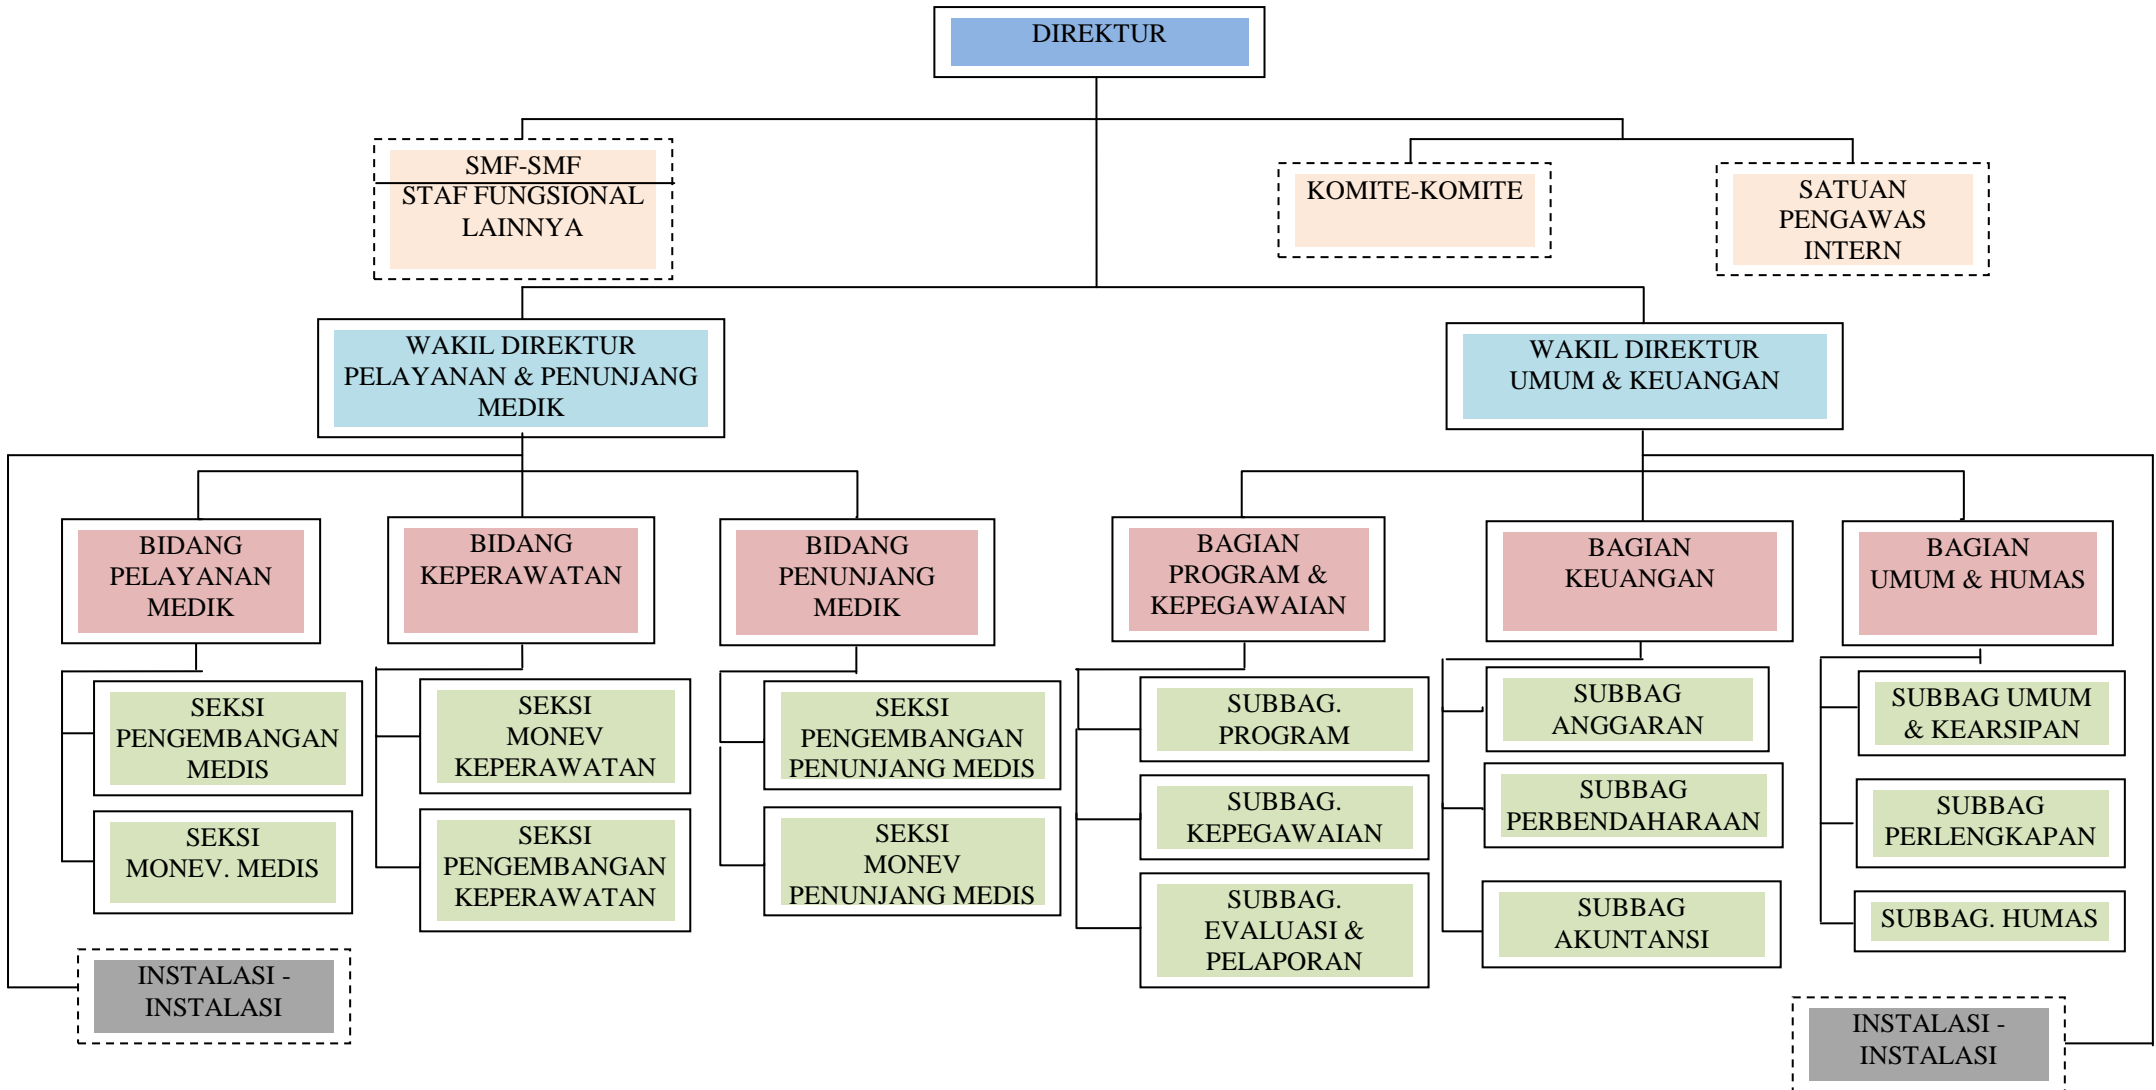 DIREKTUR
SMF-SMF
STAF FUNGSIONAL
LAINNYA
KOMITE-KOMITE
SATUAN
PENGAWAS
INTERN
WAKIL DIREKTUR
PELAYANAN & PENUNJANG
MEDIK
WAKIL DIREKTUR
UMUM & KEUANGAN
BIDANG
PELAYANAN
MEDIK
BIDANG
KEPERAWATAN
BIDANG
PENUNJANG
MEDIK
BAGIAN
PROGRAM &
KEPEGAWAIAN
BAGIAN
KEUANGAN
BAGIAN
UMUM & HUMAS
SEKSI
PENGEMBANGAN
MEDIS
SEKSI
MONEV. MEDIS
SEKSI
MONEV
KEPERAWATAN
SEKSI
PENGEMBANGAN
KEPERAWATAN
SEKSI
PENGEMBANGAN
PENUNJANG MEDIS
SEKSI
MONEV
PENUNJANG MEDIS
SUBBAG.
PROGRAM
SUBBAG.
KEPEGAWAIAN
SUBBAG.
EVALUASI &
PELAPORAN
SUBBAG
ANGGARAN
SUBBAG
PERBENDAHARAAN
SUBBAG
AKUNTANSI
SUBBAG UMUM
& KEARSIPAN
SUBBAG
PERLENGKAPAN
SUBBAG. HUMAS
INSTALASI -
INSTALASI
INSTALASI -
INSTALASI